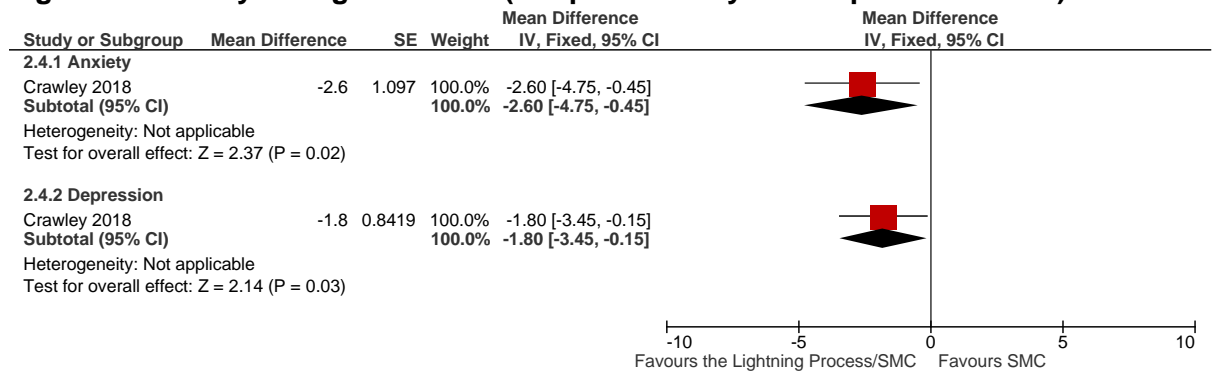 Mean Difference Mean Difference
Study or Subgroup Mean Difference SE Weight IV, Fixed, 95% CI IV, Fixed, 95% CI
2.4.1 Anxiety
Crawley 2018 -2.6 1.097 100.0% -2.60 [-4.75, -0.45]
Subtotal (95% CI) 100.0% -2.60 [-4.75, -0.45]
Heterogeneity: Not applicable
Test for overall effect: Z = 2.37 (P = 0.02)
2.4.2 Depression
Crawley 2018 -1.8 0.8419 100.0% -1.80 [-3.45, -0.15]
Subtotal (95% CI) 100.0% -1.80 [-3.45, -0.15]
Heterogeneity: Not applicable
Test for overall effect: Z = 2.14 (P = 0.03)
-10 -5 0 5 10
Favours the Lightning Process/SMC Favours SMC